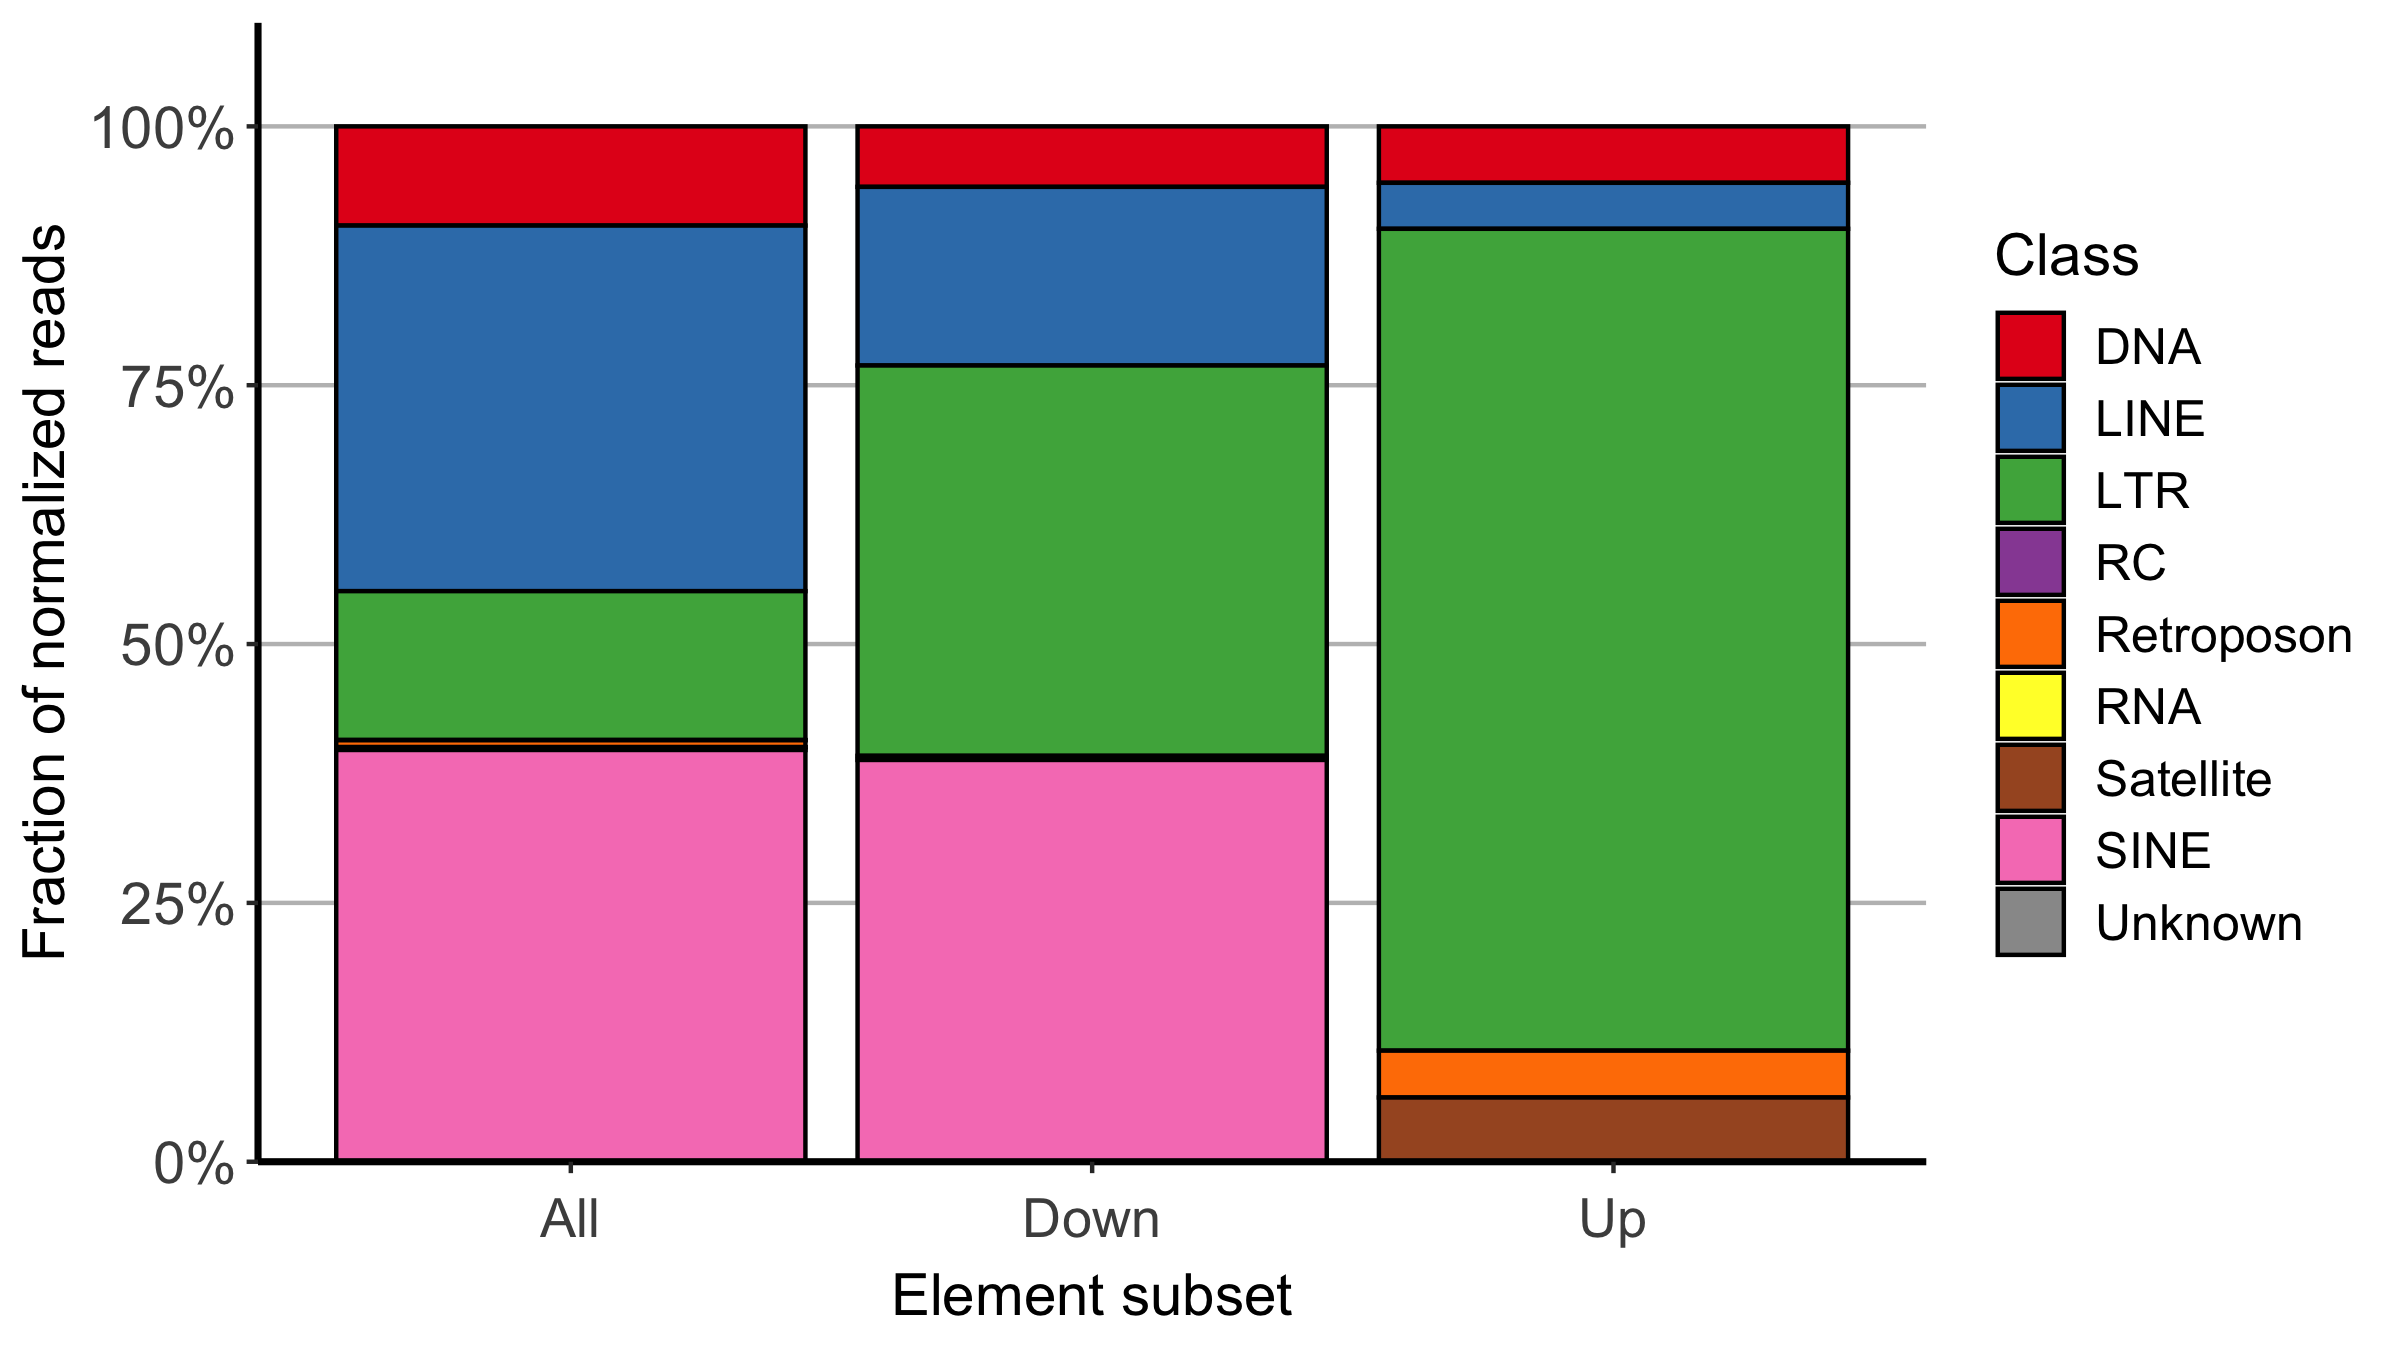 Fraction of normalized reads
100%
75%
50%
25%
0%
All
Down
Up
Element subset
Class
DNA
LINE
LTR
RC
Retroposon
RNA
Satellite
SINE
Unknown